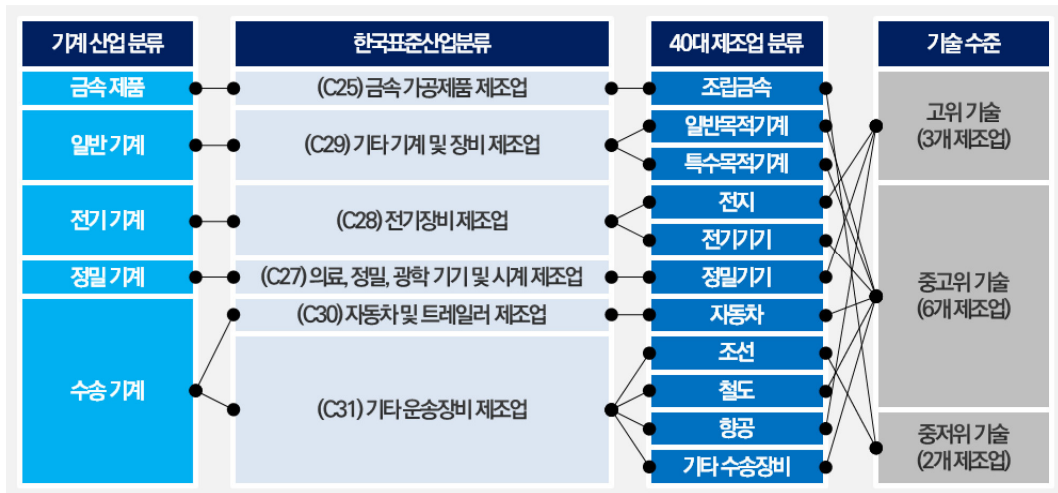 기계 산업 분류
한국표준산업분류
40대 제조업 분류
기술 수준
금속 제품
(C25) 금속 가공제품 제조업
조립금속
고위 기술
(3개 제조업)
일반 기계
(C29) 기타 기계 및 장비 제조업
일반목적기계
특수목적기계
전기 기계
(C28) 전기장비 제조업
전지
전기기기
중고위 기술
(6개 제조업)
정밀 기계
(C27) 의료, 정밀, 광학 기기 및 시계 제조업
정밀기기
수송 기계
(C30) 자동차 및 트레일러 제조업
자동차
(C31) 기타 운송장비 제조업
조선
철도
항공
기타 수송장비
중저위 기술
(2개 제조업)